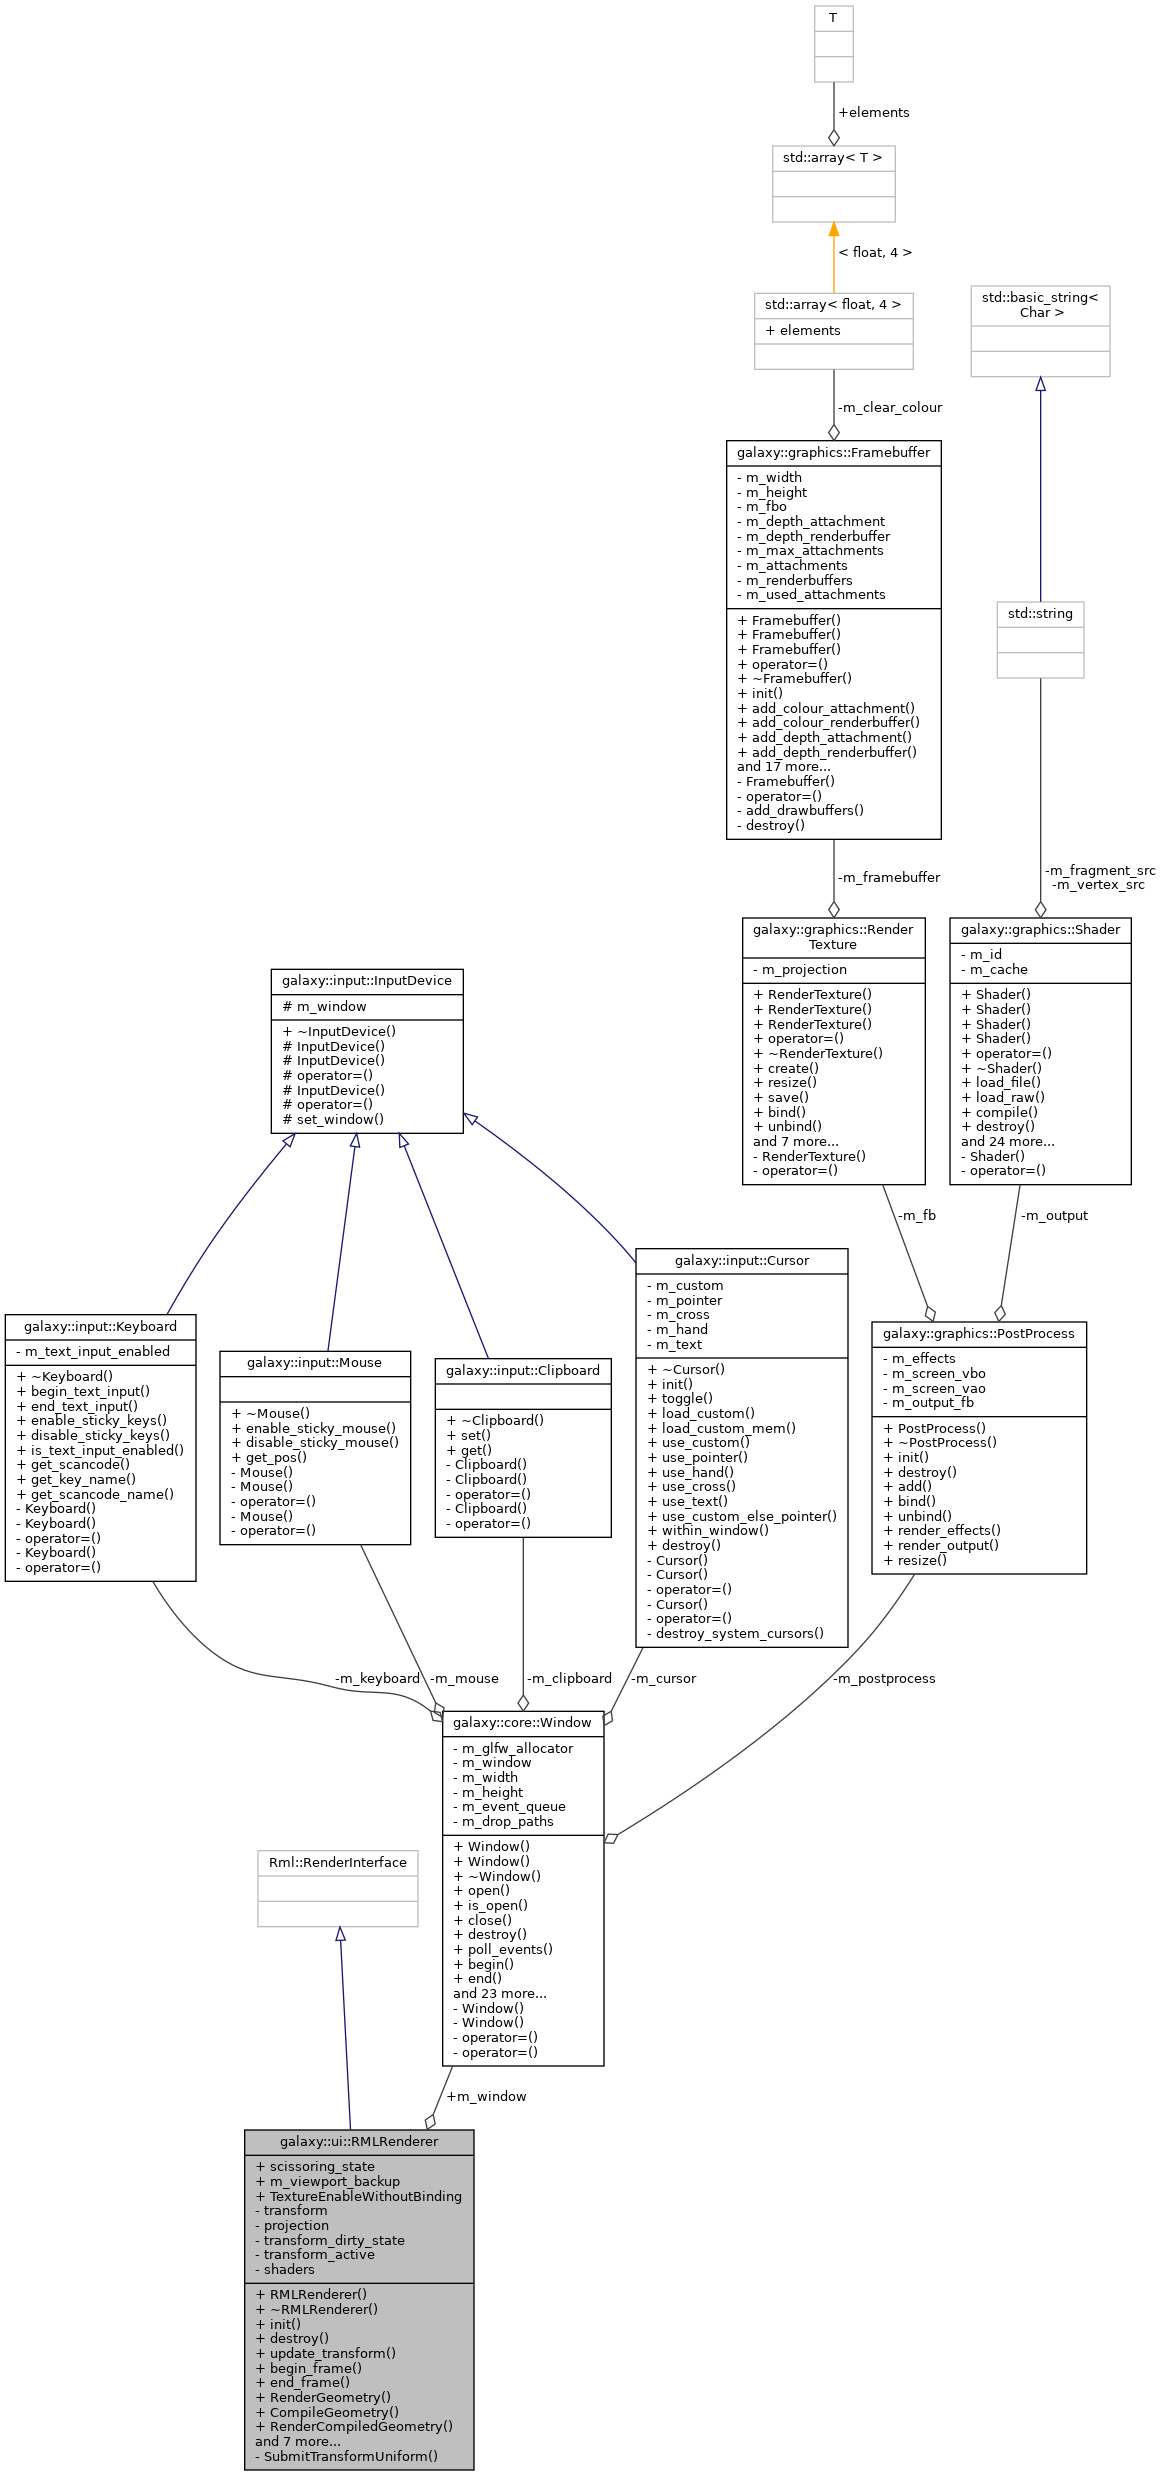 T
+elements
std::array< T >
< float, 4 >
std::array< float, 4 >
+ elements
std::basic_string<
Char >
-m_clear_colour
galaxy::graphics::Framebuffer
- m_width
- m_height
- m_fbo
- m_depth_attachment
- m_depth_renderbuffer
- m_max_attachments
- m_attachments
- m_renderbuffers
- m_used_attachments
+ Framebuffer()
+ Framebuffer()
+ Framebuffer()
+ operator=()
+ ~Framebuffer()
+ init()
+ add_colour_attachment()
+ add_colour_renderbuffer()
+ add_depth_attachment()
+ add_depth_renderbuffer()
and 17 more...
- Framebuffer()
- operator=()
- add_drawbuffers()
- destroy()
std::string
-m_framebuffer
-m_fragment_src
-m_vertex_src
galaxy::graphics::Render
Texture
- m_projection
+ RenderTexture()
+ RenderTexture()
+ RenderTexture()
+ operator=()
+ ~RenderTexture()
+ create()
+ resize()
+ save()
+ bind()
+ unbind()
and 7 more...
- RenderTexture()
- operator=()
galaxy::graphics::Shader
- m_id
- m_cache
+ Shader()
+ Shader()
+ Shader()
+ Shader()
+ operator=()
+ ~Shader()
+ load_file()
+ load_raw()
+ compile()
+ destroy()
and 24 more...
- Shader()
- operator=()
galaxy::input::InputDevice
# m_window
+ ~InputDevice()
# InputDevice()
# InputDevice()
# operator=()
# InputDevice()
# operator=()
# set_window()
-m_fb
-m_output
galaxy::input::Keyboard
- m_text_input_enabled
+ ~Keyboard()
+ begin_text_input()
+ end_text_input()
+ enable_sticky_keys()
+ disable_sticky_keys()
+ is_text_input_enabled()
+ get_scancode()
+ get_key_name()
+ get_scancode_name()
- Keyboard()
- Keyboard()
- operator=()
- Keyboard()
- operator=()
galaxy::input::Mouse
+ ~Mouse()
+ enable_sticky_mouse()
+ disable_sticky_mouse()
+ get_pos()
- Mouse()
- Mouse()
- operator=()
- Mouse()
- operator=()
galaxy::input::Clipboard
+ ~Clipboard()
+ set()
+ get()
- Clipboard()
- Clipboard()
- operator=()
- Clipboard()
- operator=()
galaxy::input::Cursor
- m_custom
- m_pointer
- m_cross
- m_hand
- m_text
+ ~Cursor()
+ init()
+ toggle()
+ load_custom()
+ load_custom_mem()
+ use_custom()
+ use_pointer()
+ use_hand()
+ use_cross()
+ use_text()
+ use_custom_else_pointer()
+ within_window()
+ destroy()
- Cursor()
- Cursor()
- operator=()
- Cursor()
- operator=()
- destroy_system_cursors()
galaxy::graphics::PostProcess
- m_effects
- m_screen_vbo
- m_screen_vao
- m_output_fb
+ PostProcess()
+ ~PostProcess()
+ init()
+ destroy()
+ add()
+ bind()
+ unbind()
+ render_effects()
+ render_output()
+ resize()
-m_keyboard
-m_mouse
-m_clipboard
-m_cursor
-m_postprocess
galaxy::core::Window
- m_glfw_allocator
- m_window
- m_width
- m_height
- m_event_queue
- m_drop_paths
+ Window()
+ Window()
+ ~Window()
+ open()
+ is_open()
+ close()
+ destroy()
+ poll_events()
+ begin()
+ end()
and 23 more...
- Window()
- Window()
- operator=()
- operator=()
Rml::RenderInterface
+m_window
galaxy::ui::RMLRenderer
+ scissoring_state
+ m_viewport_backup
+ TextureEnableWithoutBinding
- transform
- projection
- transform_dirty_state
- transform_active
- shaders
+ RMLRenderer()
+ ~RMLRenderer()
+ init()
+ destroy()
+ update_transform()
+ begin_frame()
+ end_frame()
+ RenderGeometry()
+ CompileGeometry()
+ RenderCompiledGeometry()
and 7 more...
- SubmitTransformUniform()